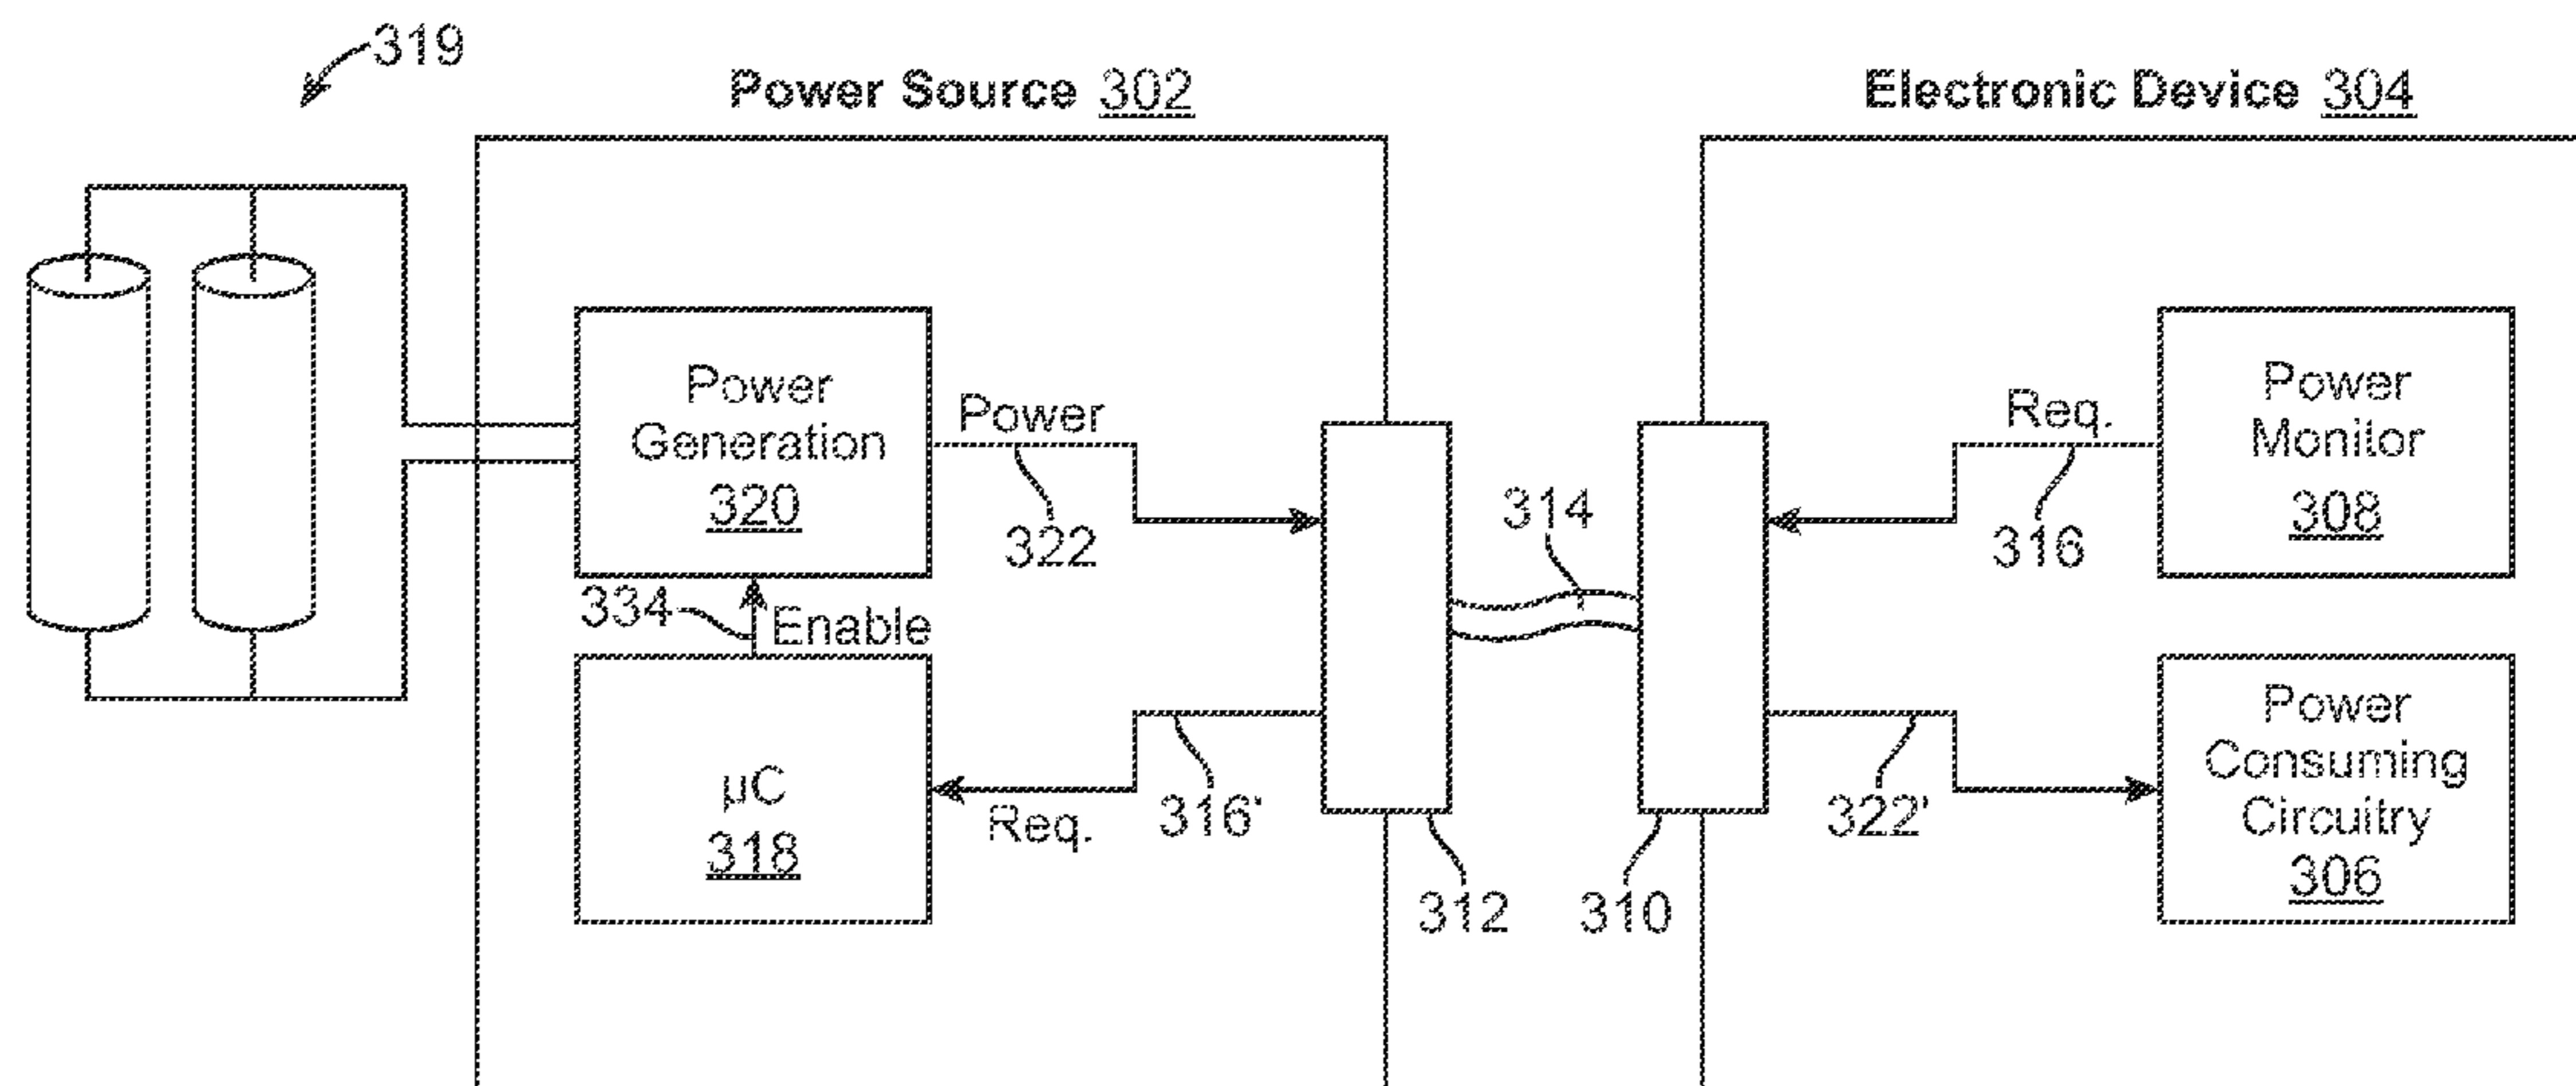 319
Power Source 302
Electronic Device 304
Power
Generation
320
Power
322
334
Enable
µC
318
Req.
316'
312
314
310
Req.
316
Power
Monitor
308
322'
Power
Consuming
Circuitry
306